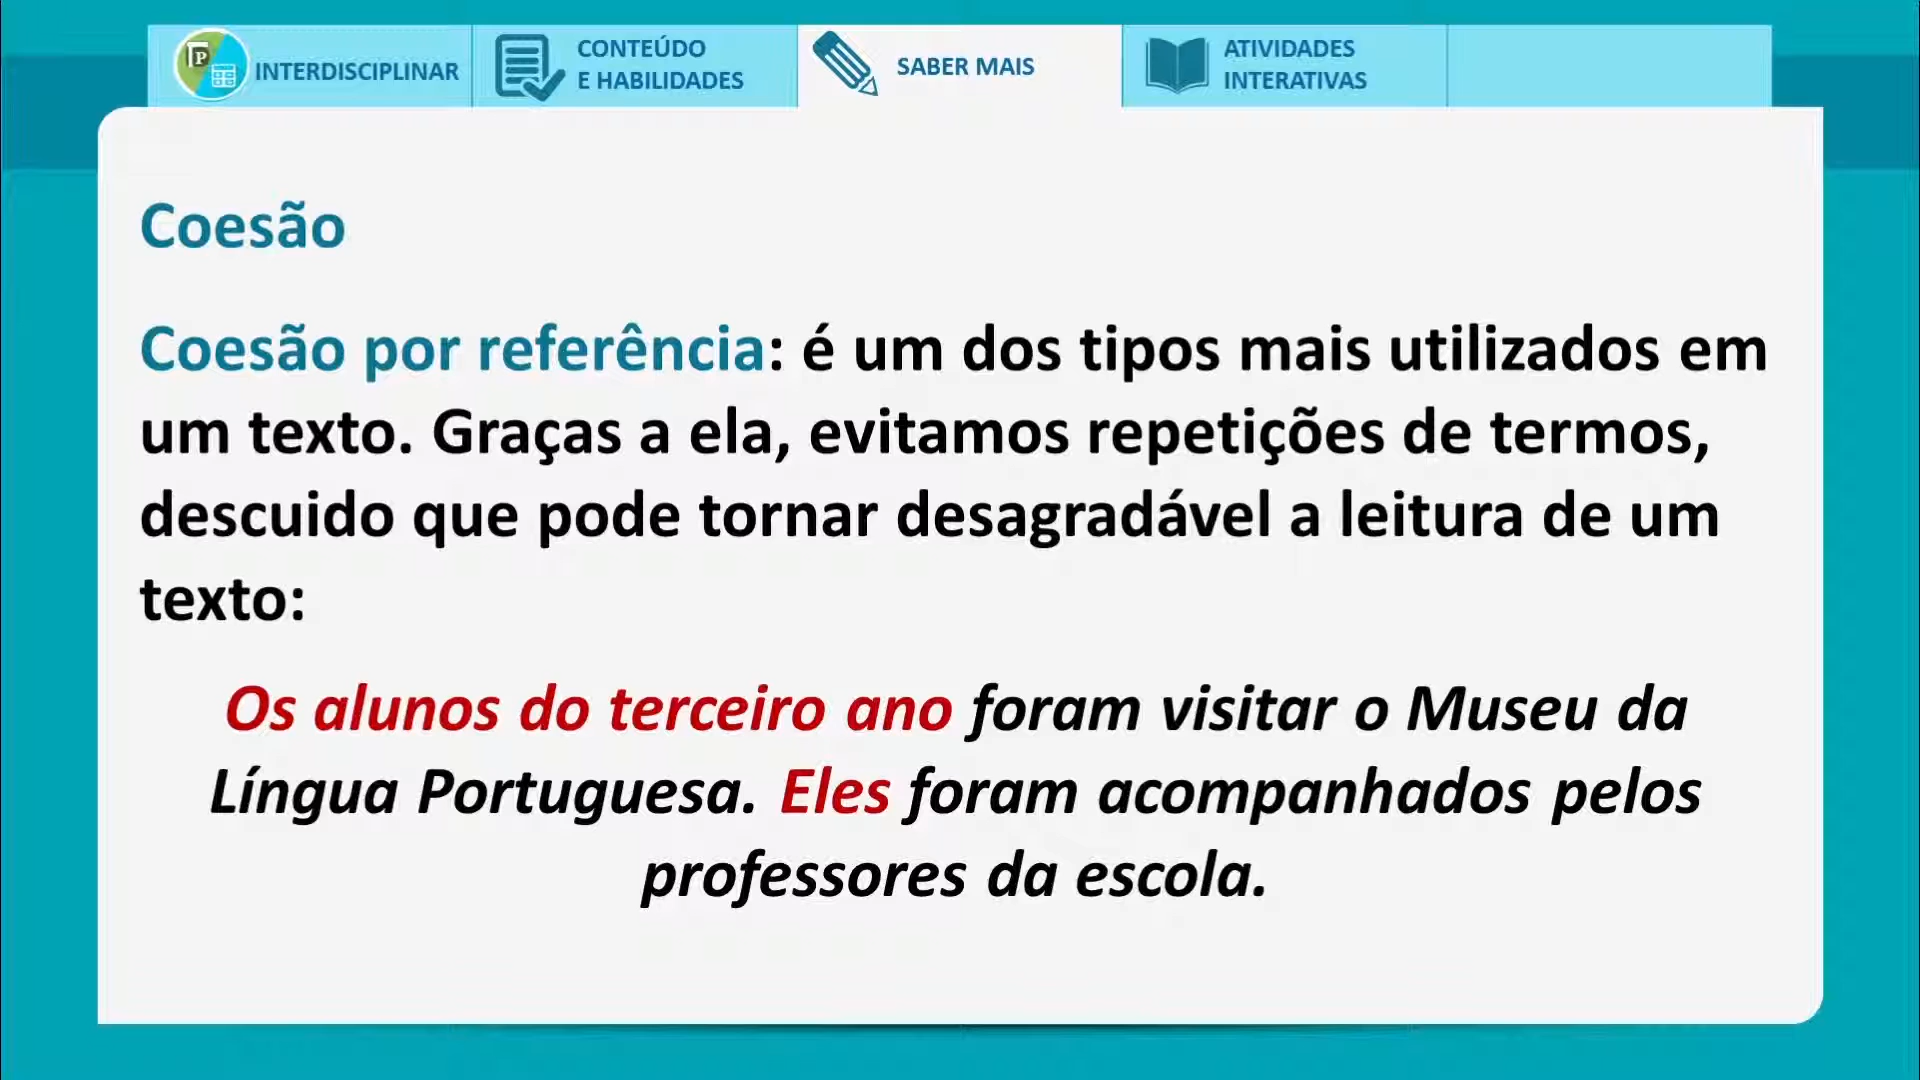 INTERDISCIPLINAR
CONTEÚDO
E HABILIDADES
SABER MAIS
ATIVIDADES
INTERATIVAS
Coesão
Coesão por referência: é um dos tipos mais utilizados em
um texto. Graças a ela, evitamos repetições de termos,
descuido que pode tornar desagradável a leitura de um
texto:
Os alunos do terceiro ano foram visitar o Museu da
Língua Portuguesa. Eles foram acompanhados pelos
professores da escola.